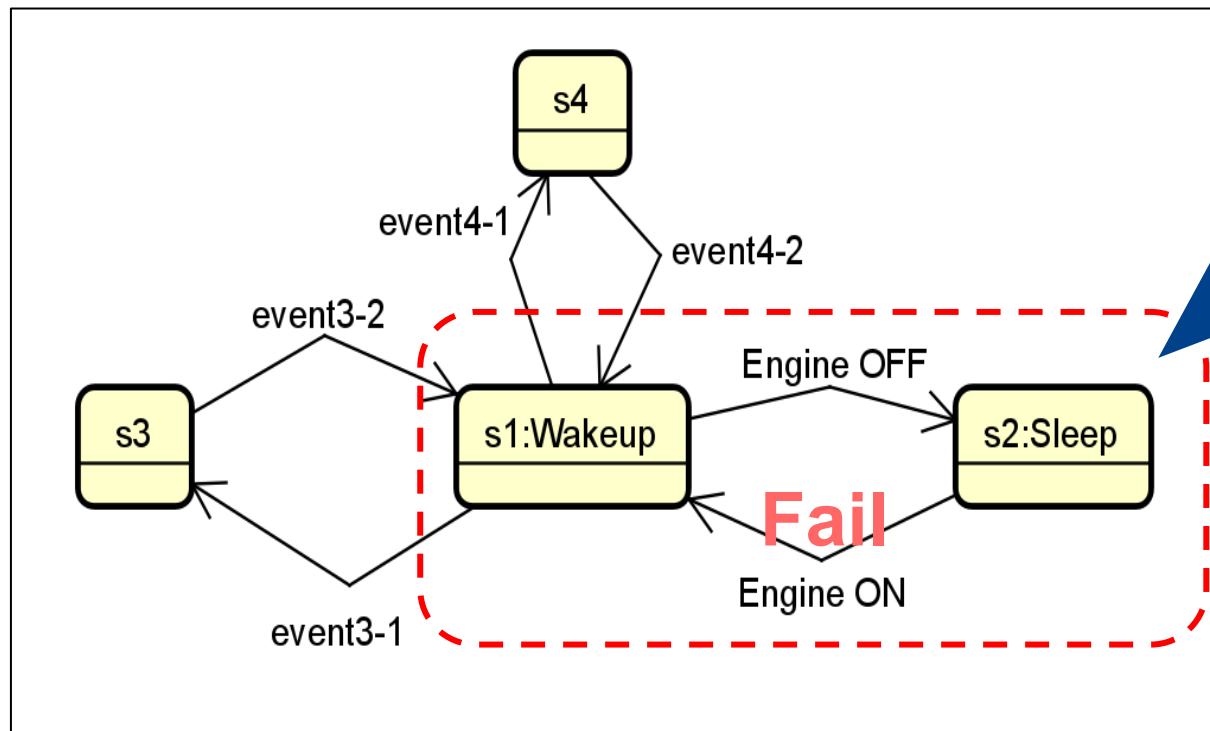 s4
event4-1
event4-2
event3-2
Engine OFF
s3
s1:Wakeup
s2:Sleep
Fail
Engine ON
event3-1